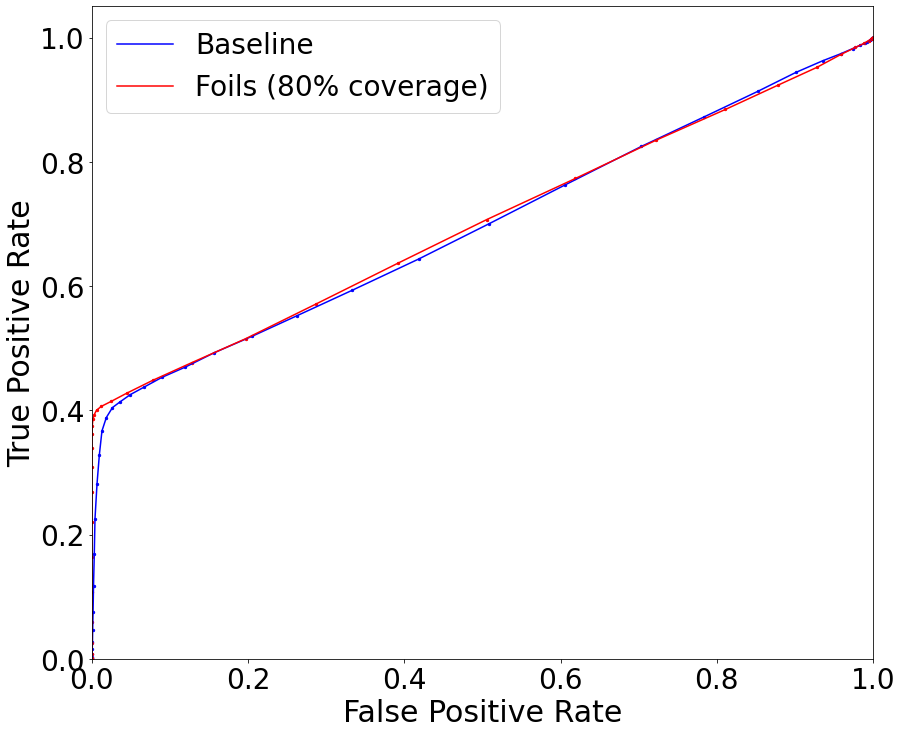 Baseline
Foils (80% coverage)
True Positive Rate
1.0
0.8
0.6
0.4
0.2
0.0
0.0 0.2 0.4 0.6 0.8 1.0
False Positive Rate